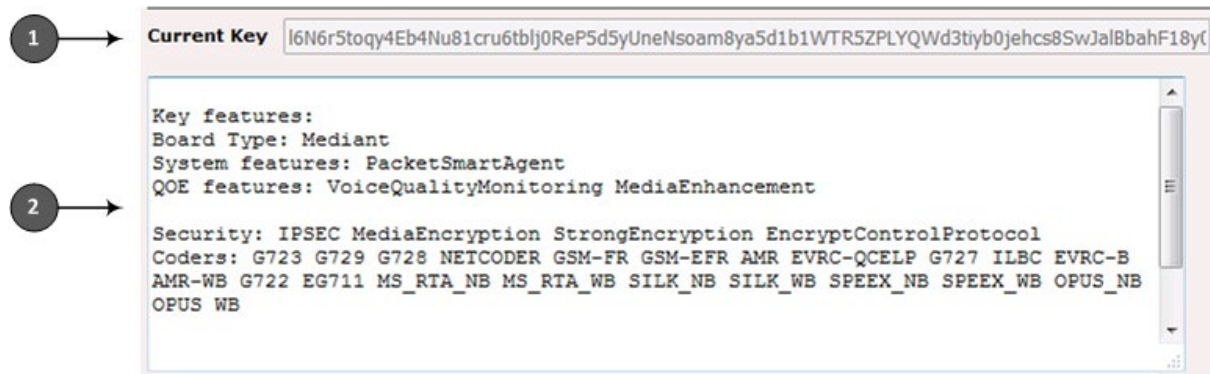 1
Current Key l6N6r5toqy4Eb4Nu81cru6tblj0ReP5d5yUneNsoam8ya5d1b1WTR5ZPLYQWd3tiyb0jehcs8SwJalBbahF18y(
2
Key features:
Board Type: Mediant
System features: PacketSmartAgent
QOE features: VoiceQualityMonitoring MediaEnhancement
Security: IPSEC MediaEncryption StrongEncryption EncryptControlProtocol
Coders: G723 G729 G728 NETCODER GSM-FR GSM-EFR AMR EVRC-QCELP G727 ILBC EVRC-B
AMR-WB G722 EG711 MS_RTA_NB MS_RTA_WB SILK_NB SILK_WB SPEEX_NB SPEEX_WB OPUS_NB
OPUS WB